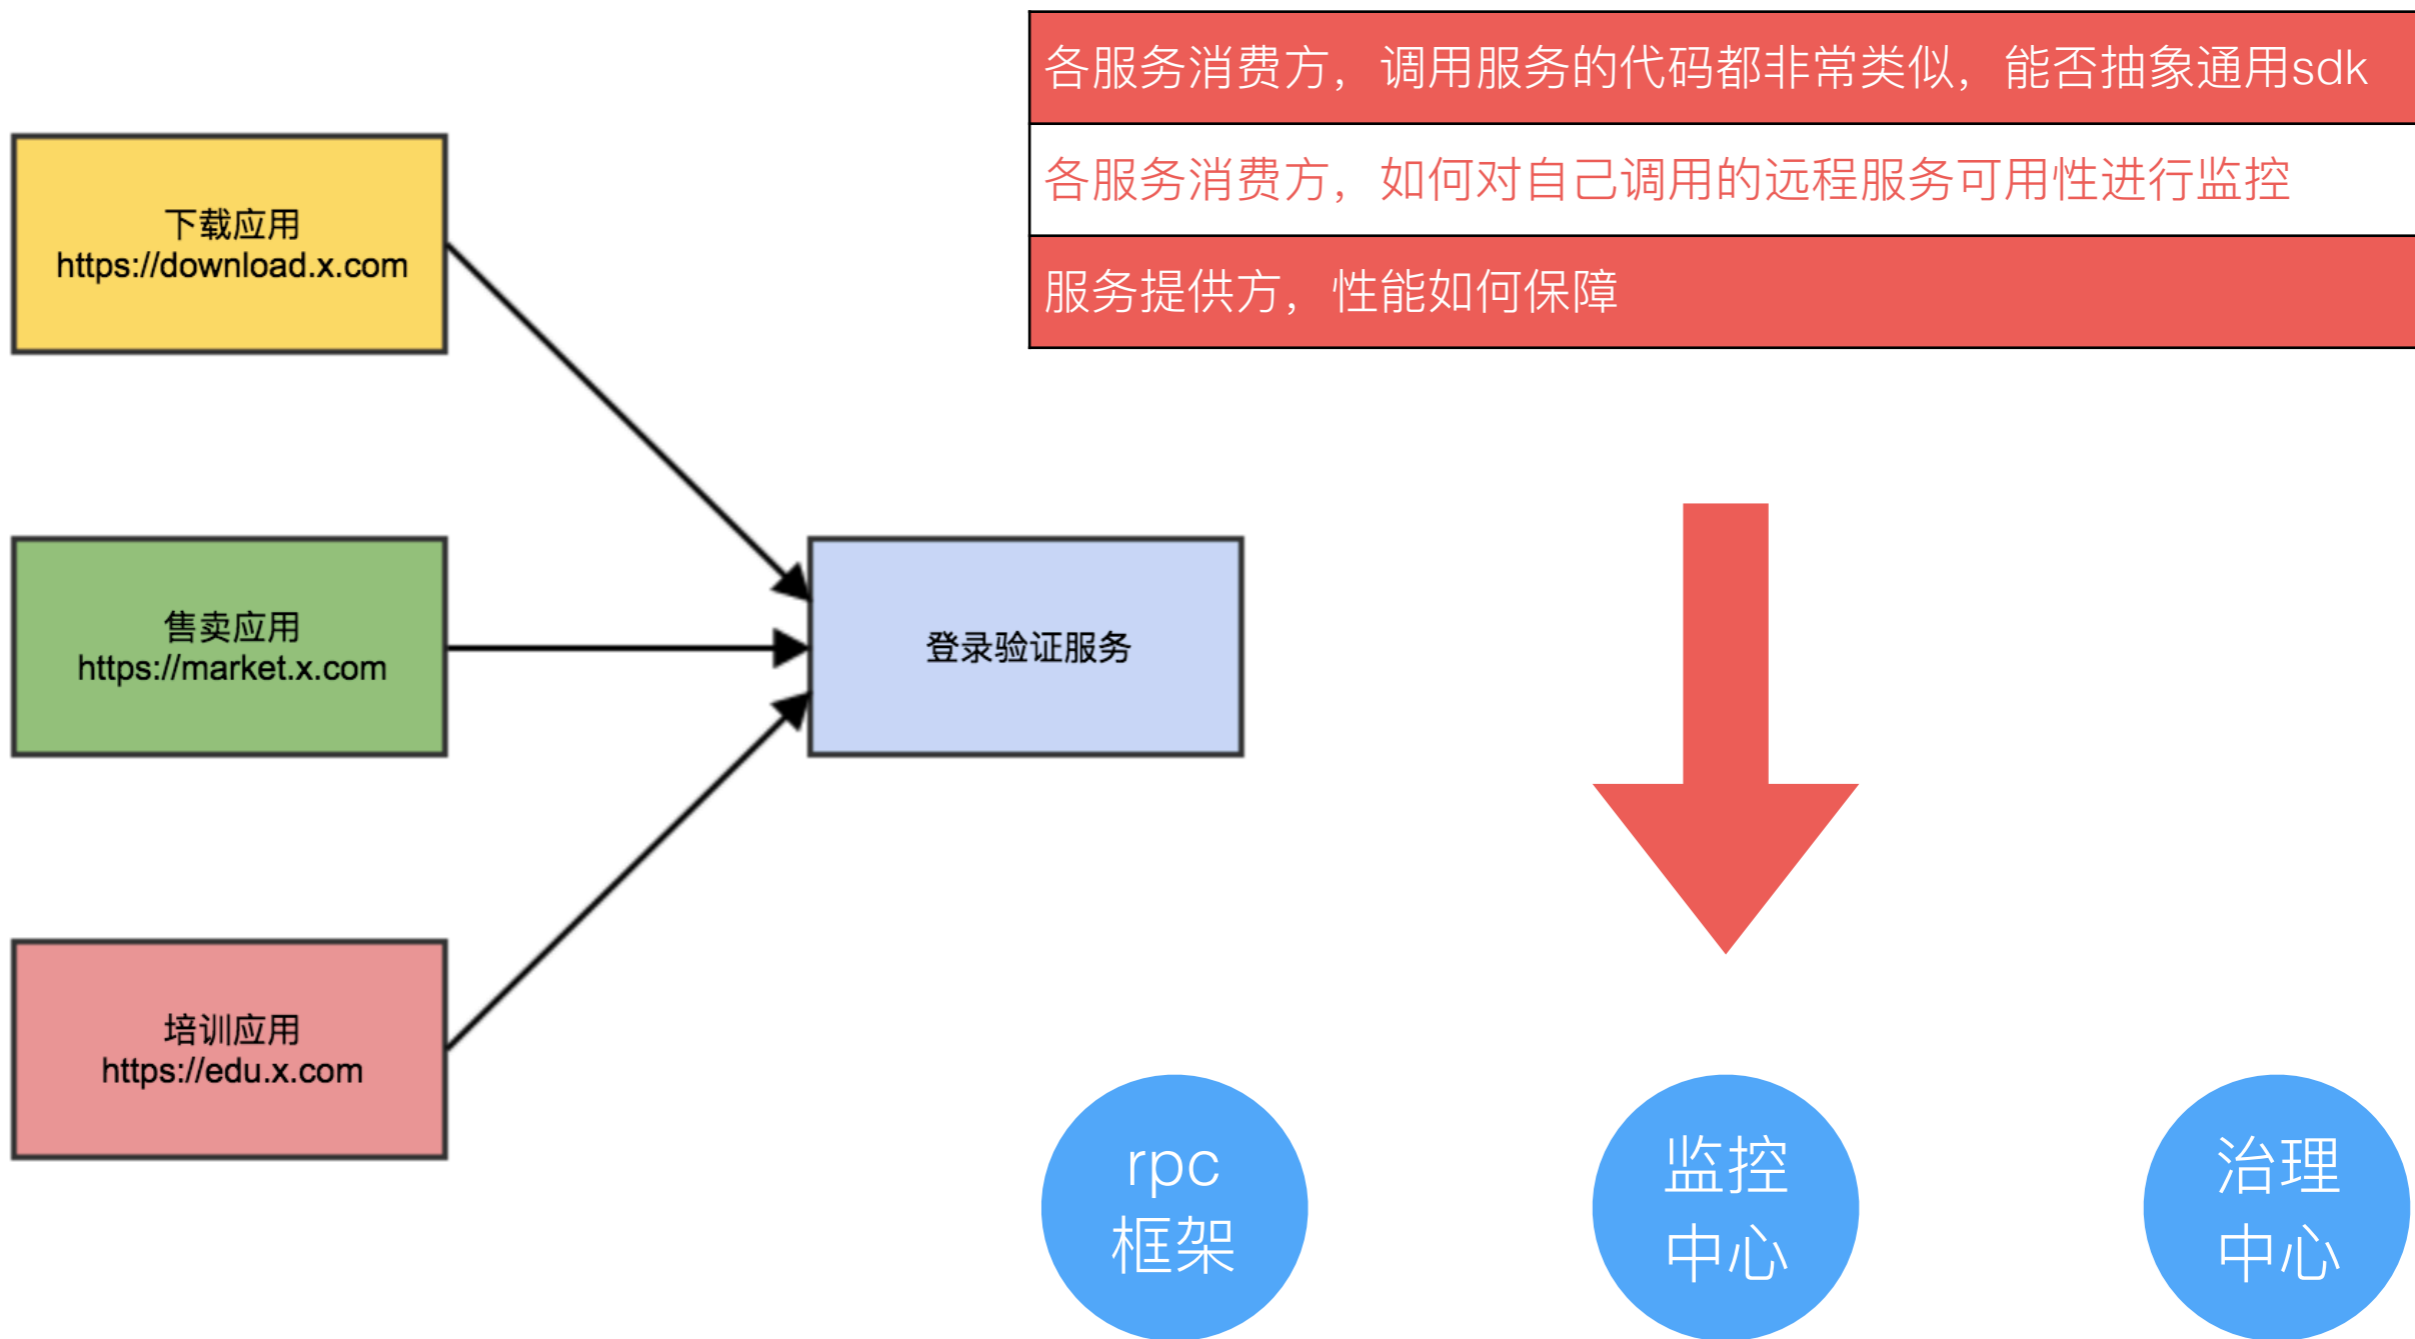 各服务消费方，调用服务的代码都非常类似，能否抽象通用sdk
各服务消费方，如何对自己调用的远程服务可用性进行监控
服务提供方，性能如何保障
下载应用
https://download.x.com
售卖应用
https://market.x.com
登录验证服务
培训应用
https://edu.x.com
rpc
框架
监控
中心
治理
中心